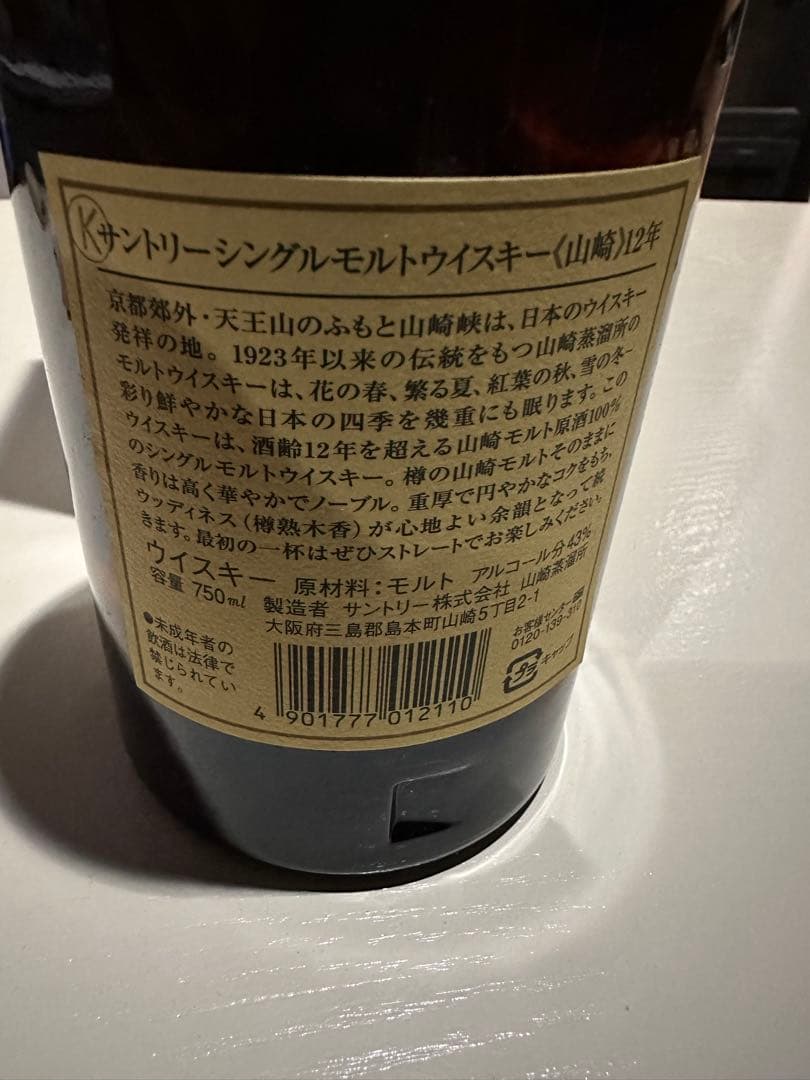 Ⓚサントリーシングルモルトウイスキー《山崎》12年
京都郊外・天王山のふもと山崎峡は、日本のウイスキー
発祥の地。1923年以来の伝統をもつ山崎蒸溜所の
モルトウイスキーは、花の春、繁る夏、紅葉の秋、雪の冬―
彩り鮮やかな日本の四季を幾重にも眠ります。この
ウイスキーは、酒齢12年を超える山崎モルト原酒100%
のシングルモルトウイスキー。樽の山崎モルトそのままに
香りは高く華やかでノーブル。重厚で円やかなコクをもち、
ウッディネス(樽熟木香)が心地よい余韻となって続
きます。最初の一杯はぜひストレートでお楽しみください。
ウイスキー 原材料:モルト アルコール分43%
容量 750ml 製造者 サントリー株式会社 山崎蒸溜所
大阪府三島郡島本町山崎5丁目2-1
●未成年者の
飲酒は法律で
禁じられてい
ます。
お客様センター
0120-139-310
キャップ
4 901777 012110